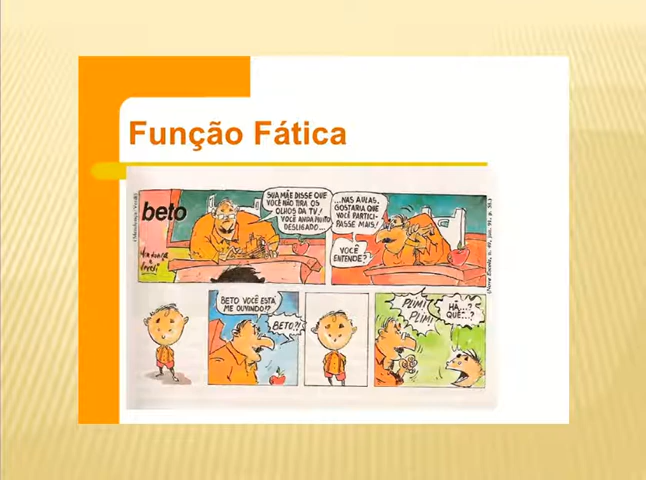 Função Fática
beto
SUA MÃE DISSE QUE
VOCÊ NÃO TIRA OS
OLHOS DA TV!
VOCÊ ANDA MUITO
DESLIGADO...
...NAS AULAS.
GOSTARIA QUE
VOCÊ PARTICI-
PASSE MAIS!
VOCÊ
ENTENDE?
BETO VOCÊ ESTÁ
ME OUVINDO!?
BETO?!
PLIM!
PLIM!
HÃ...?
QUÊ...?